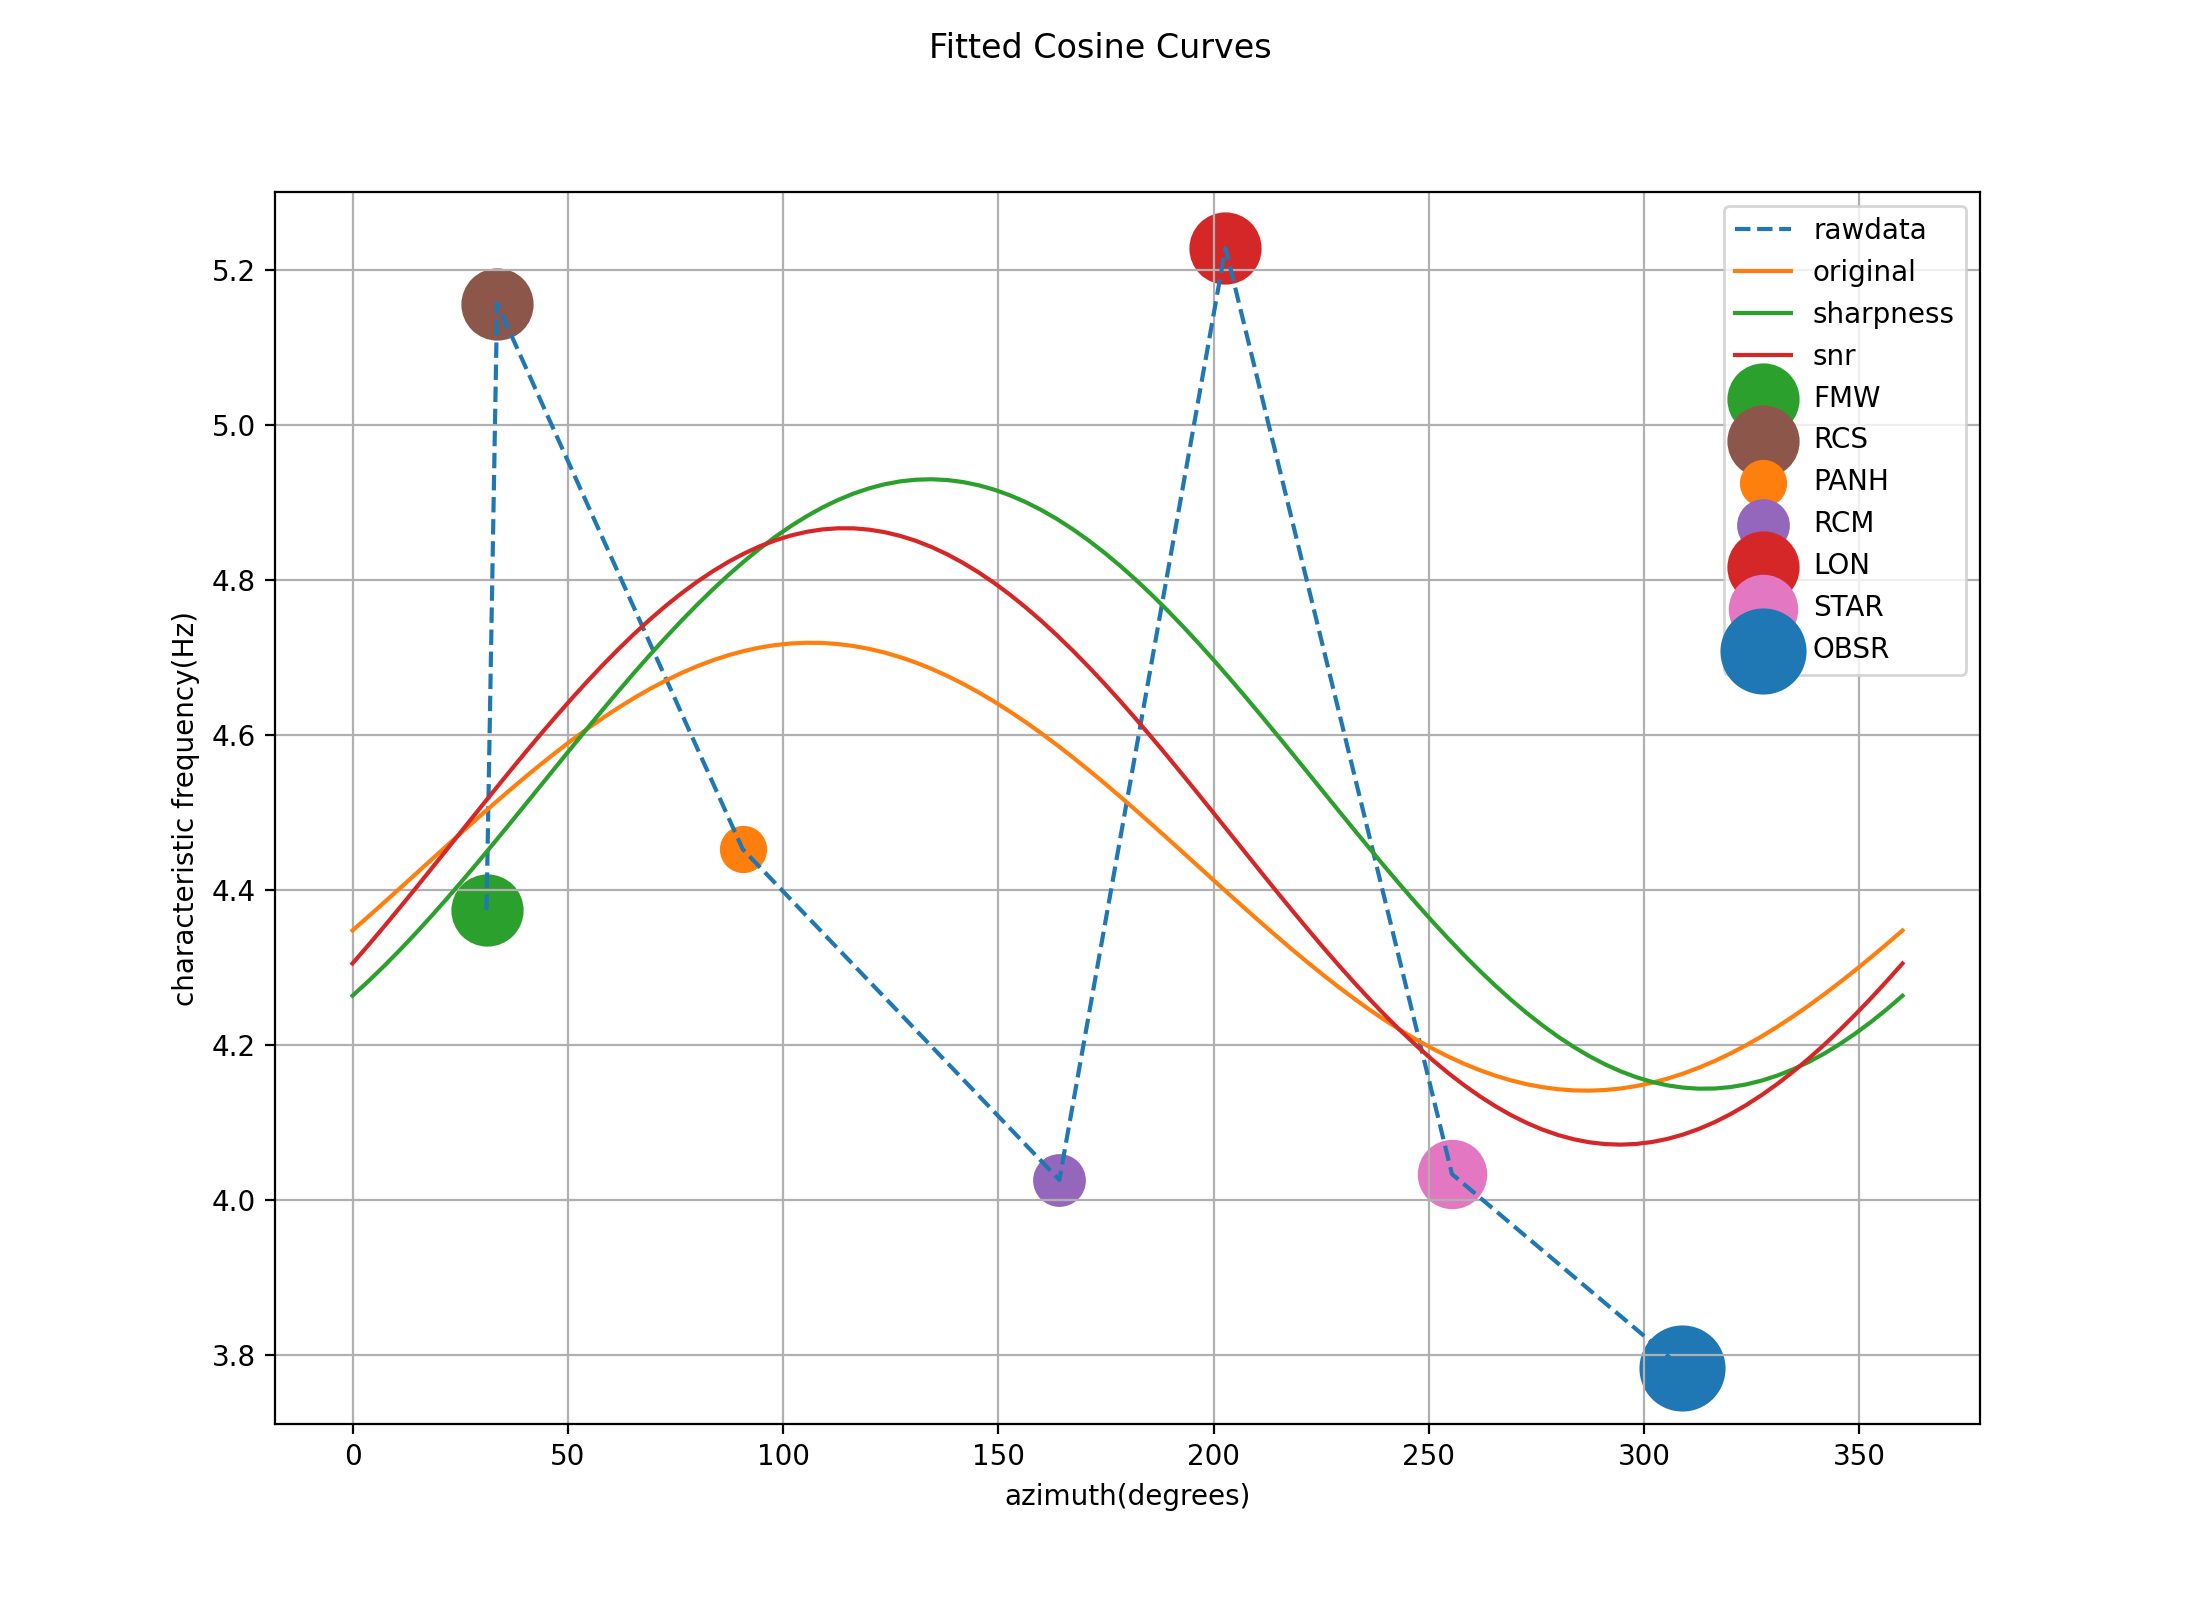 Fitted Cosine Curves
rawdata
original
sharpness
snr
FMW
RCS
PANH
RCM
LON
STAR
OBSR
characteristic frequency(Hz)
5.2
5.0
4.8
4.6
4.4
4.2
4.0
3.8
0 50 100 150 200 250 300 350
azimuth(degrees)